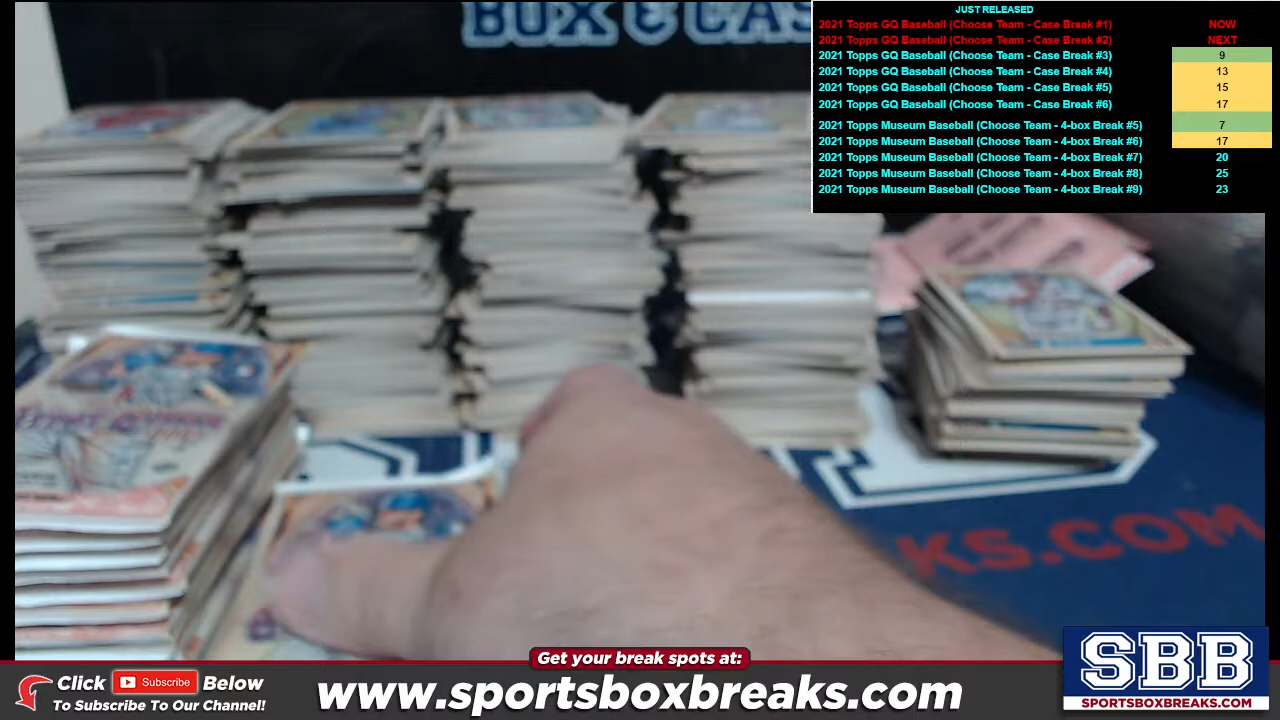 BOX & CAS
JUST RELEASED
2021 Topps GQ Baseball (Choose Team - Case Break #1) NOW
2021 Topps GQ Baseball (Choose Team - Case Break #2) NEXT
2021 Topps GQ Baseball (Choose Team - Case Break #3) 9
2021 Topps GQ Baseball (Choose Team - Case Break #4) 13
2021 Topps GQ Baseball (Choose Team - Case Break #5) 15
2021 Topps GQ Baseball (Choose Team - Case Break #6) 17
2021 Topps Museum Baseball (Choose Team - 4-box Break #5) 7
2021 Topps Museum Baseball (Choose Team - 4-box Break #6) 17
2021 Topps Museum Baseball (Choose Team - 4-box Break #7) 20
2021 Topps Museum Baseball (Choose Team - 4-box Break #8) 25
2021 Topps Museum Baseball (Choose Team - 4-box Break #9) 23
KS.COM
Get your break spots at:
Click Subscribe Below
To Subscribe To Our Channel!
www.sportsboxbreaks.com
SBB
SPORTSBOXBREAKS.COM